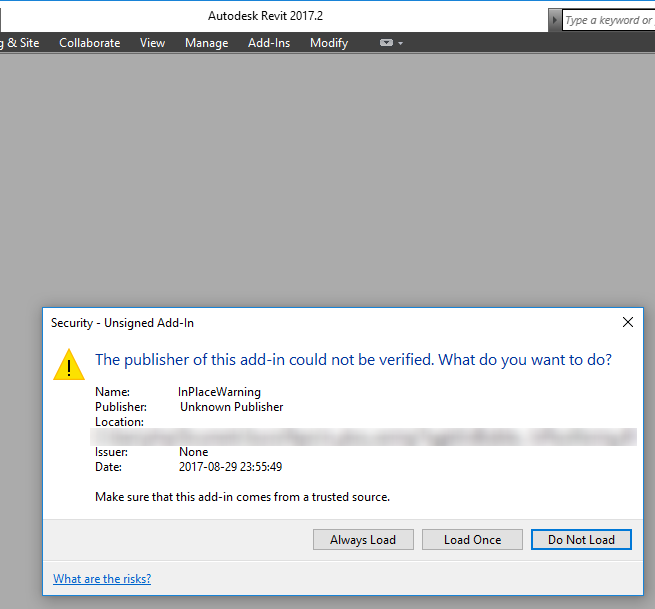 Autodesk Revit 2017.2
Type a keyword or
g & Site Collaborate View Manage Add-Ins Modify
Security - Unsigned Add-In
The publisher of this add-in could not be verified. What do you want to do?
Name: InPlaceWarning
Publisher: Unknown Publisher
Location:
Issuer: None
Date: 2017-08-29 23:55:49
Make sure that this add-in comes from a trusted source.
Always Load Load Once Do Not Load
What are the risks?